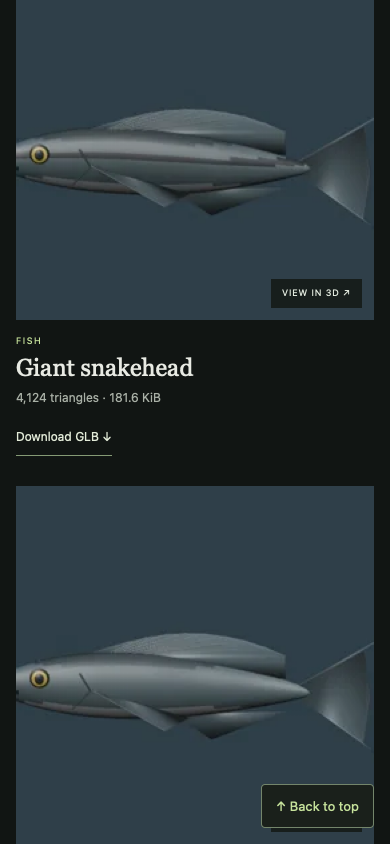 VIEW IN 3D ↗
FISH
Giant snakehead
4,124 triangles · 181.6 KiB
Download GLB ↓
↑ Back to top